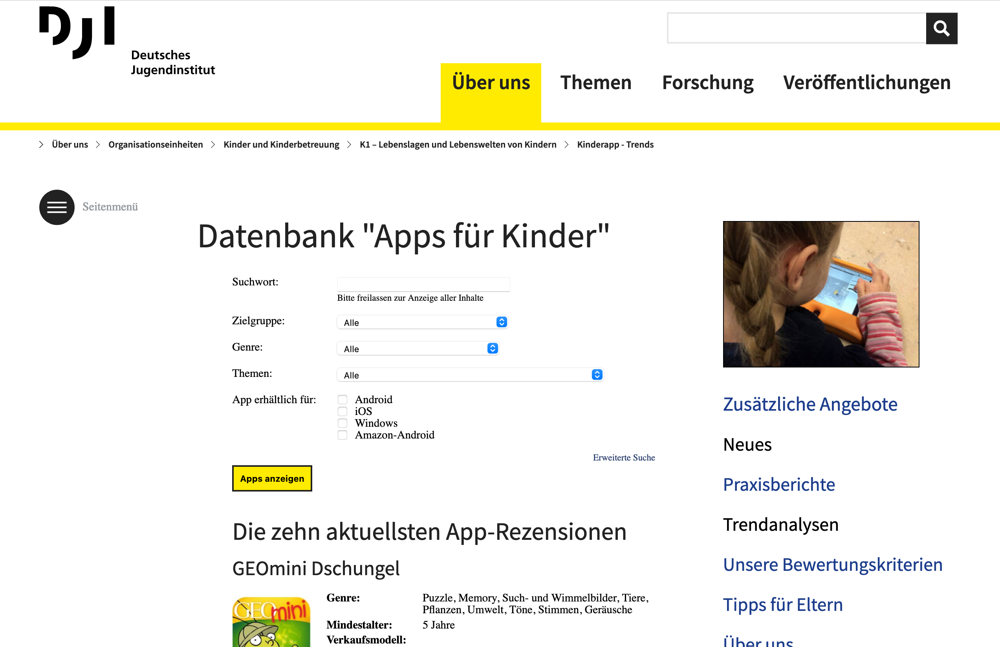 DJI
Deutsches
Jugendinstitut
Über uns
Themen
Forschung
Veröffentlichungen
Über uns
Organisationseinheiten
Kinder und Kinderbetreuung
K1 – Lebenslagen und Lebenswelten von Kindern
Kinderapp - Trends
Seitenmenü
Datenbank "Apps für Kinder"
Suchwort:
Bitte freilassen zur Anzeige aller Inhalte
Zielgruppe:
Alle
Genre:
Alle
Themen:
Alle
App erhältlich für:
Android
iOS
Windows
Amazon-Android
Erweiterte Suche
Apps anzeigen
Die zehn aktuellsten App-Rezensionen
GEOmini Dschungel
GEOmini
Genre:
Puzzle, Memory, Such- und Wimmelbilder, Tiere,
Pflanzen, Umwelt, Töne, Stimmen, Geräusche
Mindestalter:
5 Jahre
Verkaufsmodell:
Zusätzliche Angebote
Neues
Praxisberichte
Trendanalysen
Unsere Bewertungskriterien
Tipps für Eltern
Über uns